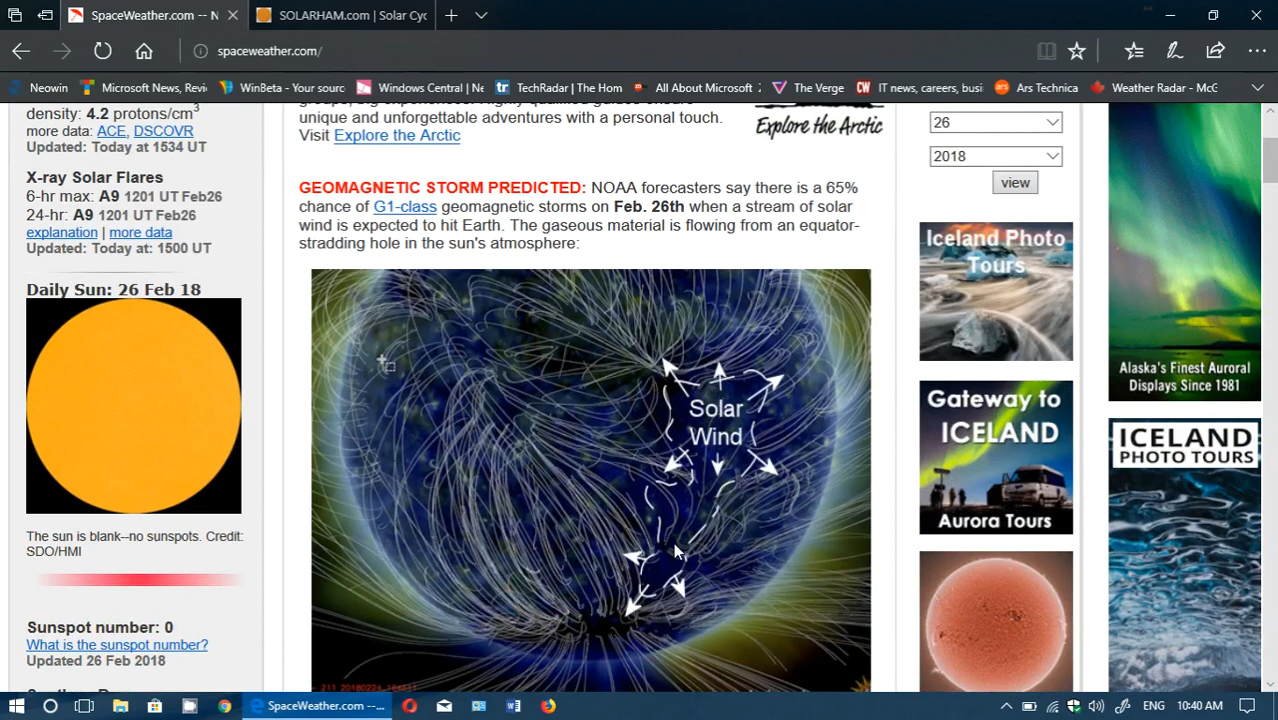 SpaceWeather.com -- N
SOLARHAM.com | Solar Cyc
spaceweather.com/
Neowin
Microsoft News, Revi
WinBeta - Your source
Windows Central | Ne
TechRadar | The Hom
All About Microsoft
The Verge
IT news, careers, busi
Ars Technica
Weather Radar - McG
density: 4.2 protons/cm3
more data: ACE, DSCOVR
Updated: Today at 1534 UT
X-ray Solar Flares
6-hr max: A9 1201 UT Feb26
24-hr: A9 1201 UT Feb26
explanation | more data
Updated: Today at: 1500 UT
Daily Sun: 26 Feb 18
The sun is blank--no sunspots. Credit:
SDO/HMI
Sunspot number: 0
What is the sunspot number?
Updated 26 Feb 2018
unique and unforgettable adventures with a personal touch.
Visit Explore the Arctic
Explore the Arctic
GEOMAGNETIC STORM PREDICTED: NOAA forecasters say there is a 65%
chance of G1-class geomagnetic storms on Feb. 26th when a stream of solar
wind is expected to hit Earth. The gaseous material is flowing from an equator-
stradding hole in the sun's atmosphere:
Solar
Wind
26
2018
view
Iceland Photo
Tours
Gateway to
ICELAND
Aurora Tours
Alaska's Finest Auroral
Displays Since 1981
ICELAND
PHOTO TOURS
SpaceWeather.com --...
ENG
10:40 AM